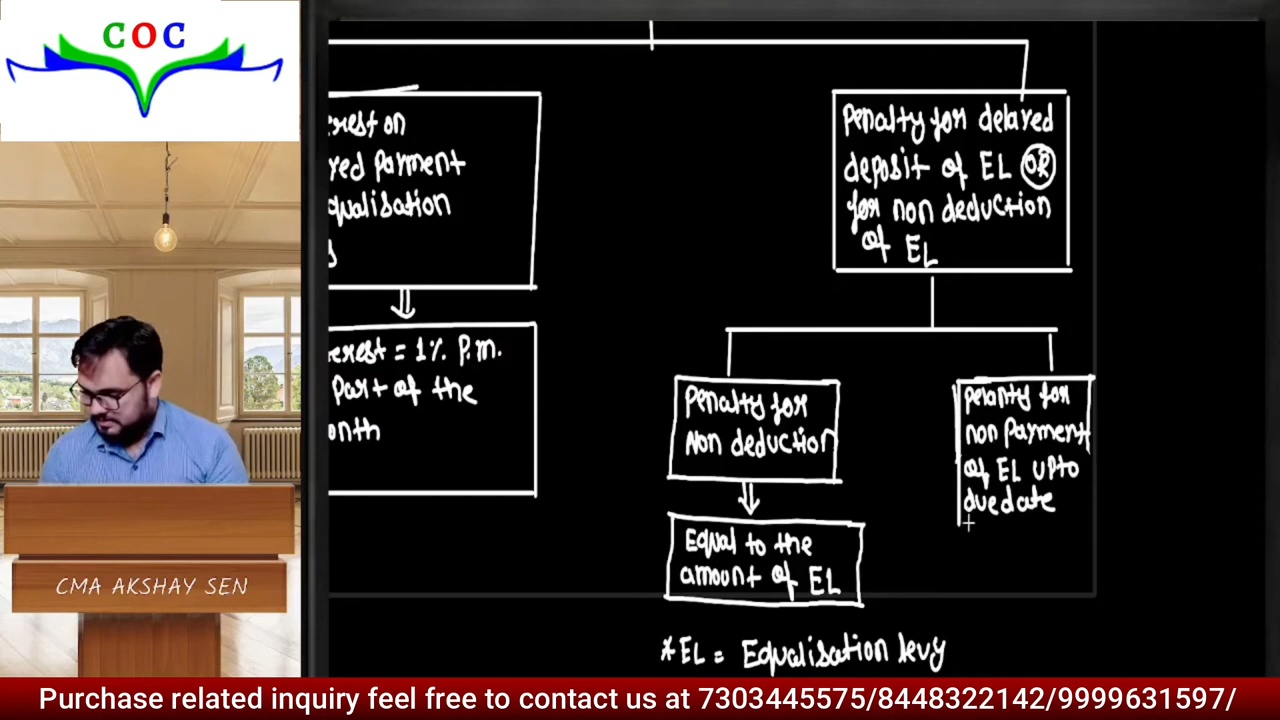 COC
erest on
yed Payment
qualisation
Penalty for delayed
deposit of EL OR
for non deduction
of EL
erest = 1% P.m.
Part of the
onth
Penalty for
Non deduction
Penanty for
non Payment
of EL upto
due date
Equal to the
amount of EL
*EL = Equalisation levy
CMA AKSHAY SEN
Purchase related inquiry feel free to contact us at 7303445575/8448322142/9999631597/